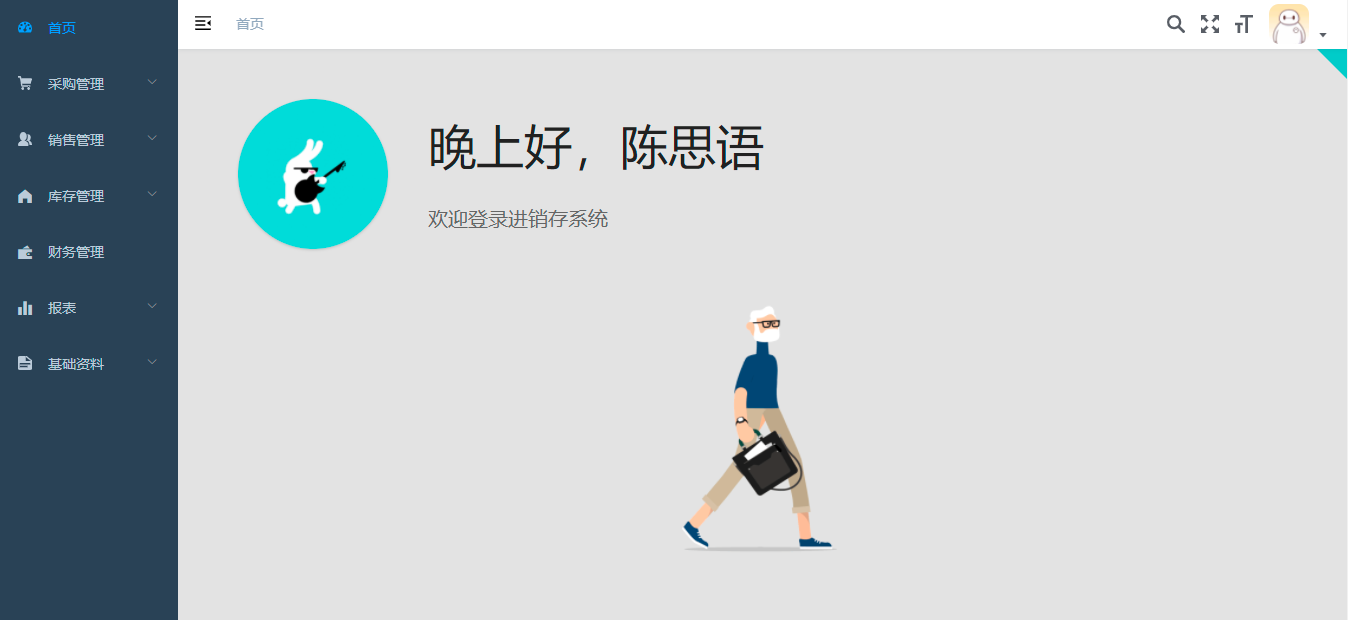 首页
采购管理
销售管理
库存管理
财务管理
报表
基础资料
首页
晚上好，陈思语
欢迎登录进销存系统